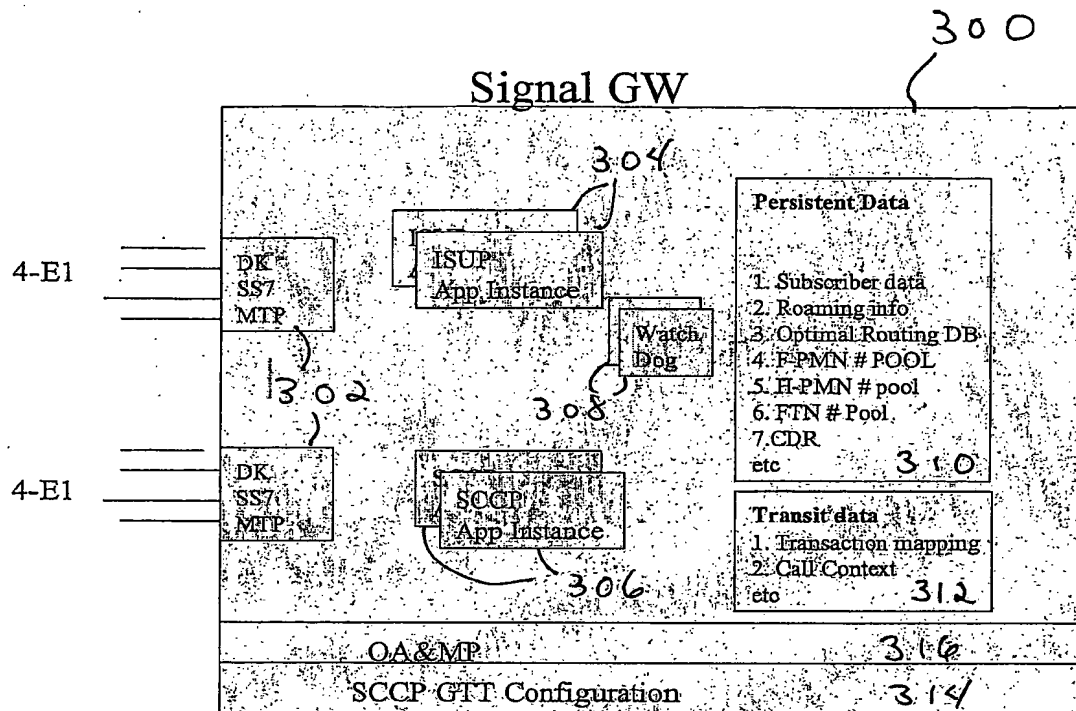 300
Signal GW
304
Persistent Data
1. Subscriber data
2. Roaming info
3. Optimal Routing DB
4. F-PMN # POOL
5. H-PMN # pool
6. FTN # Pool
7.CDR
etc 310
4-E1
DK
SS7
MTP
ISUP
App Instance
Watch
Dog
302
308
4-E1
DK
SS7
MTP
SCCP
App Instance
306
Transit data
1. Transaction mapping
2. Call Context
etc 312
OA&MP 316
SCCP GTT Configuration 314